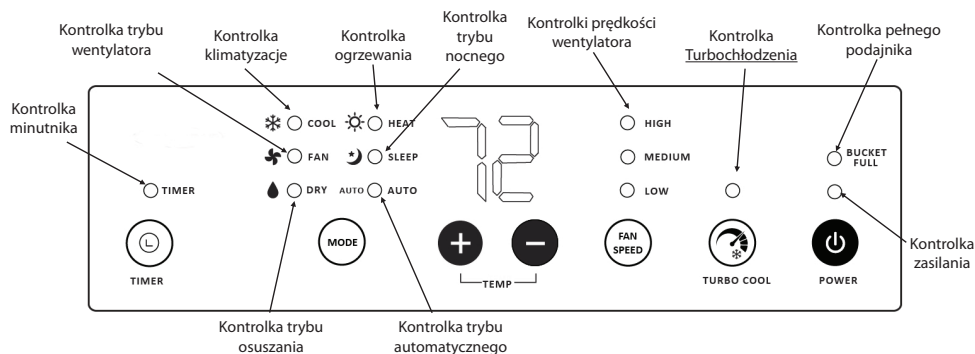 Kontrolka trybu
wentylatora
Kontrolka
klimatyzacje
Kontrolka
ogrzewania
Kontrolka
trybu
nocnego
Kontrolki prędkości
wentylatora
Kontrolka
Turbochłodzenia
Kontrolka pełnego
podajnika
Kontrolka
minutnika
COOL
HEAT
HIGH
FAN
SLEEP
72
MEDIUM
BUCKET
FULL
TIMER
DRY
AUTO
AUTO
LOW
MODE
FAN
SPEED
Kontrolka
zasilania
TIMER
TEMP
TURBO COOL
POWER
Kontrolka trybu
osuszania
Kontrolka trybu
automatycznego